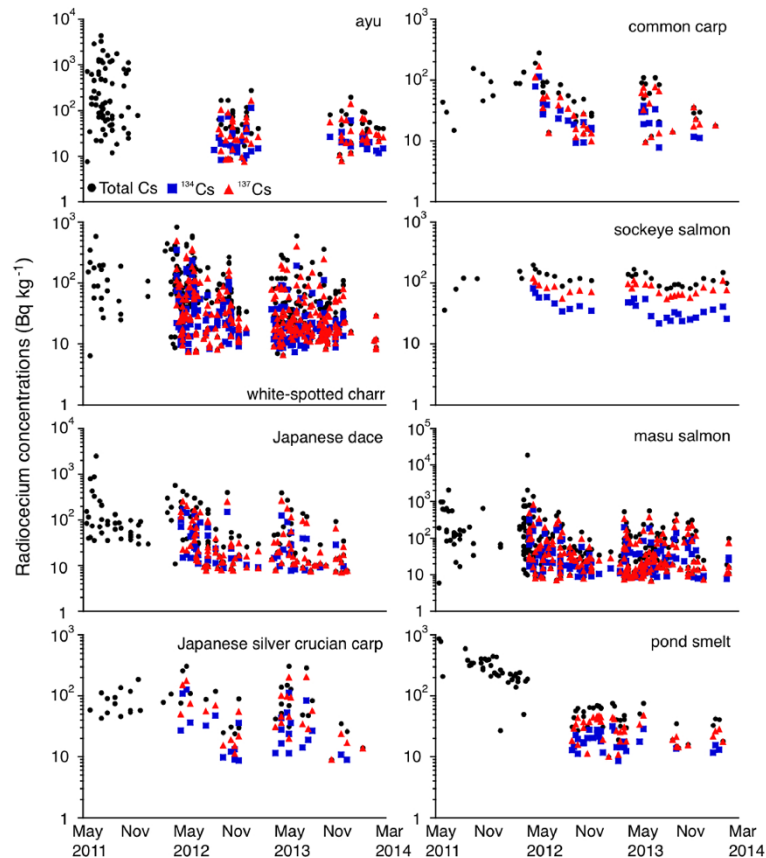 Radiocecium concentrations (Bq kg⁻¹)
ayu
10⁴
10³
10²
10
1
Total Cs ¹³⁴Cs ¹³⁷Cs
common carp
10³
10²
10
1
white-spotted charr
10³
10²
10
1
sockeye salmon
10³
10²
10
1
Japanese dace
10⁴
10³
10²
10
1
masu salmon
10⁵
10⁴
10³
10²
10
1
Japanese silver crucian carp
10³
10²
10
1
pond smelt
10³
10²
10
1
May Nov May Nov May Mar
2011 2012 2013 2014
May Nov May Nov May Nov Mar
2011 2012 2013 2014